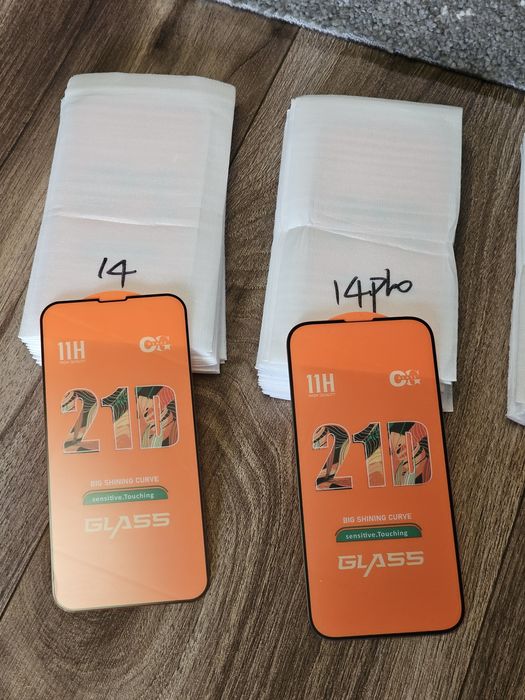 14
14pro
11H
21D
BIG SHINING CURVE
sensitive.Touching
GLASS
11H
21D
BIG SHINING CURVE
sensitive.Touching
GLASS